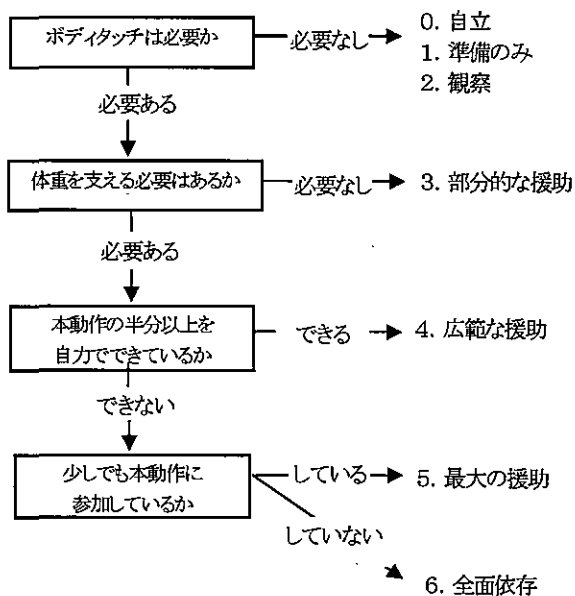 ボディタッチは必要か
必要なし
0. 自立
1. 準備のみ
2. 観察
必要ある
体重を支える必要はあるか
必要なし
3. 部分的な援助
必要ある
本動作の半分以上を
自力でできているか
できる
4. 広範な援助
できない
少しでも本動作に
参加しているか
している
5. 最大の援助
していない
6. 全面依存